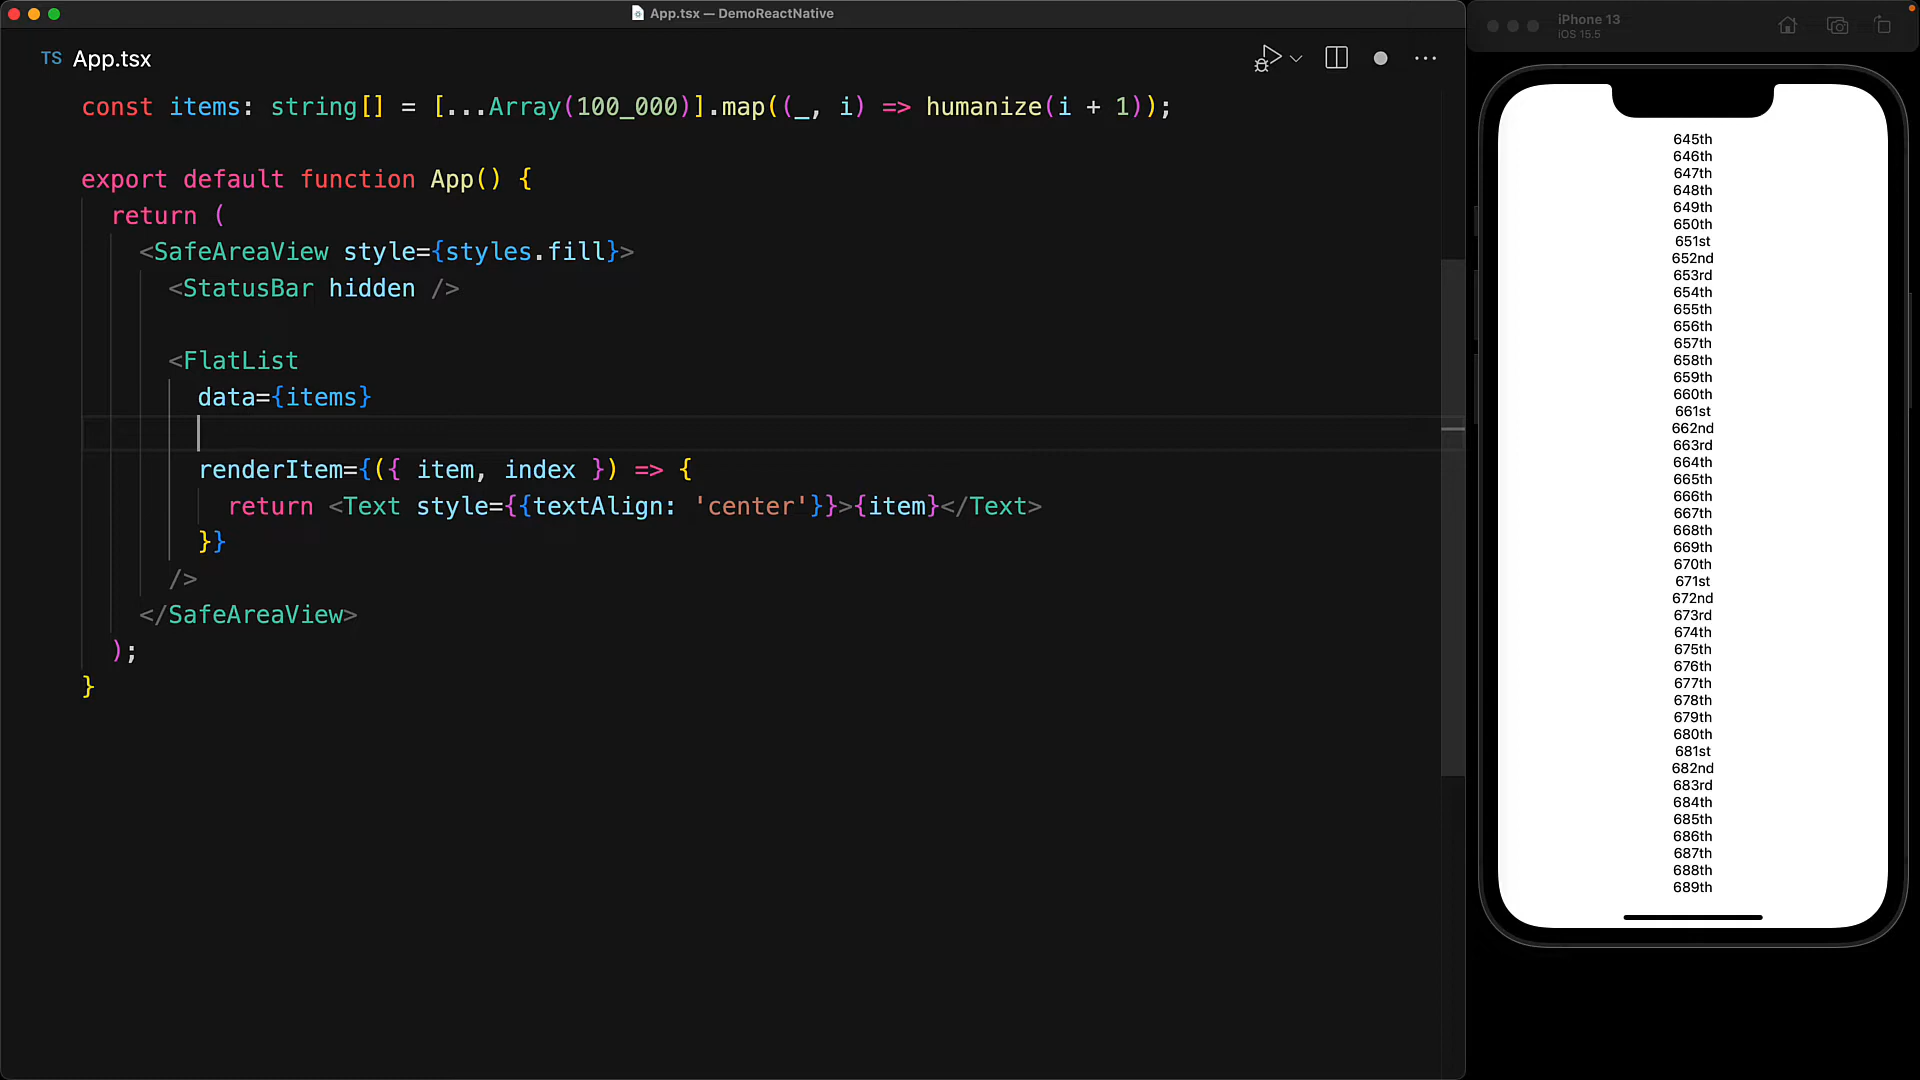 App.tsx — DemoReactNative
TS App.tsx
const items: string[] = [...Array(100_000)].map((_, i) => humanize(i + 1));
export default function App() {
return (
<SafeAreaView style={styles.fill}>
<StatusBar hidden />
<FlatList
data={items}
renderItem={({ item, index }) => {
return <Text style={{textAlign: 'center'}}>{item}</Text>
}}
/>
</SafeAreaView>
);
}
iPhone 13
iOS 15.5
645th
646th
647th
648th
649th
650th
651st
652nd
653rd
654th
655th
656th
657th
658th
659th
660th
661st
662nd
663rd
664th
665th
666th
667th
668th
669th
670th
671st
672nd
673rd
674th
675th
676th
677th
678th
679th
680th
681st
682nd
683rd
684th
685th
686th
687th
688th
689th